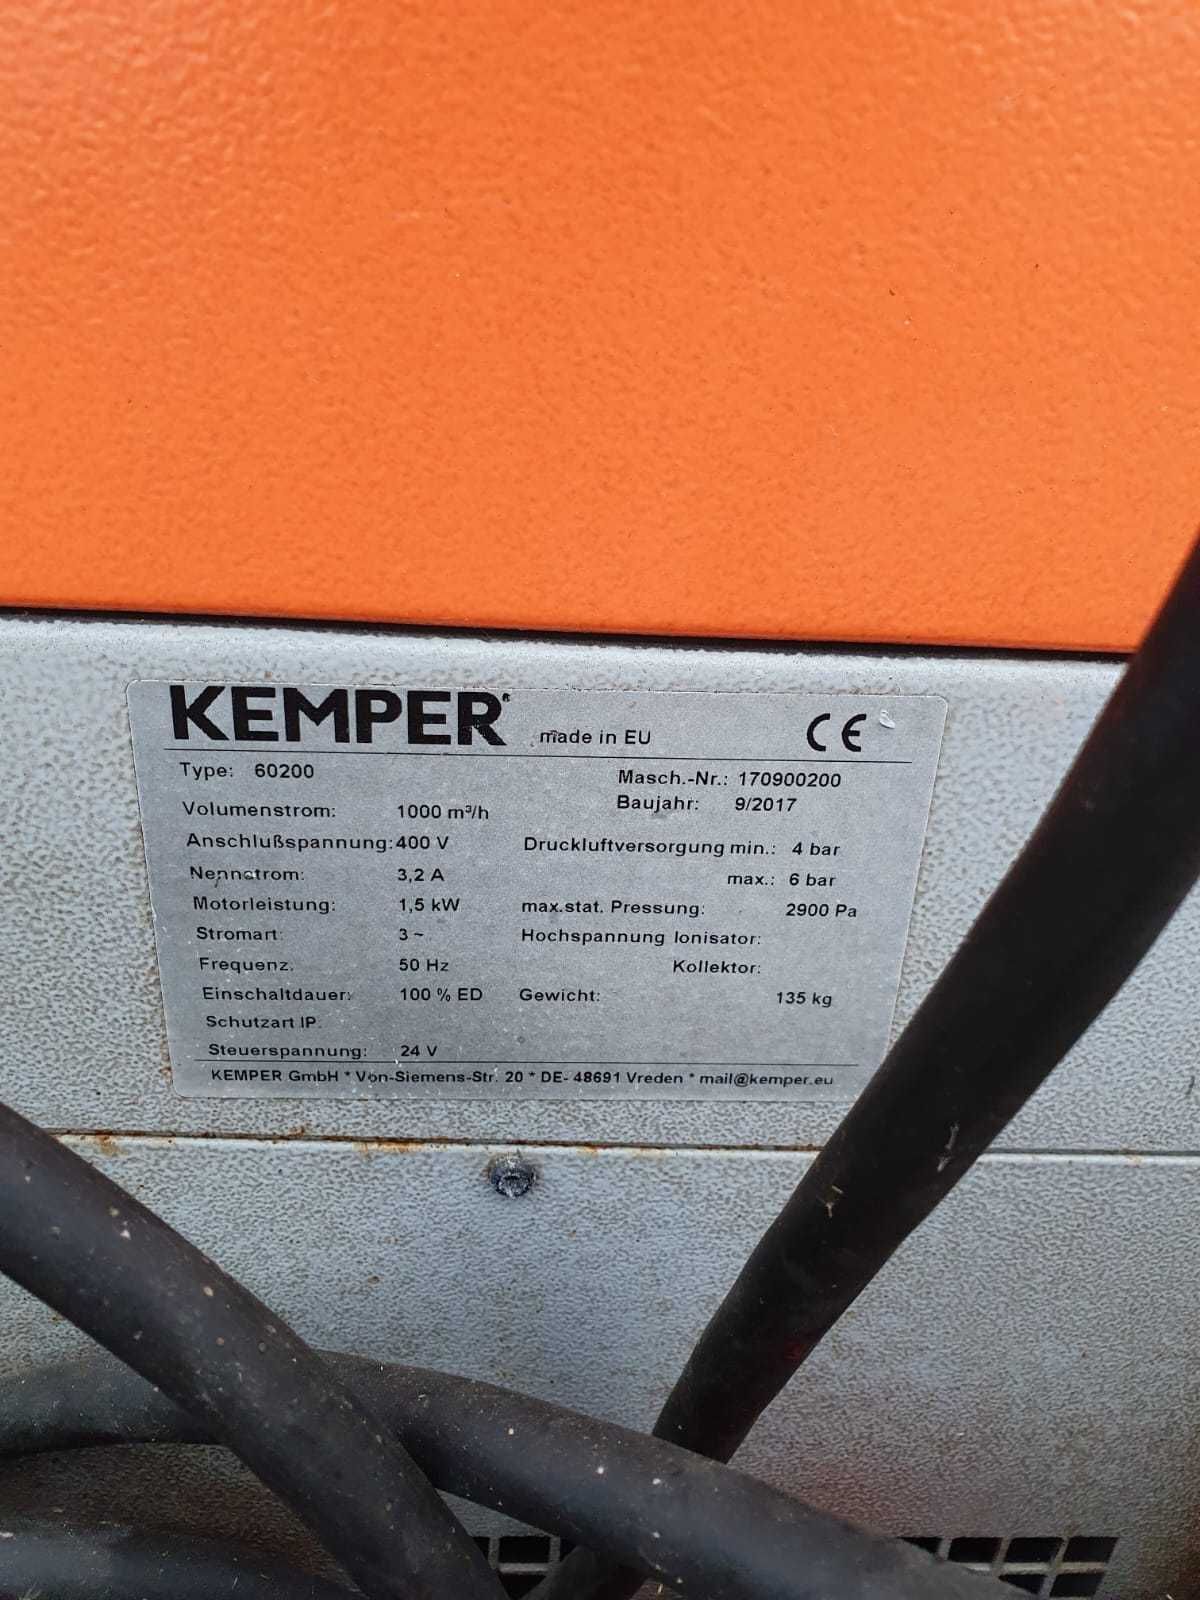 KEMPER® made in EU CE
Type: 60200 Masch.-Nr.: 170900200
Baujahr: 9/2017
Volumenstrom: 1000 m³/h
Anschlußspannung: 400 V Druckluftversorgung min.: 4 bar
Nennstrom: 3,2 A max.: 6 bar
Motorleistung: 1,5 kW max.stat. Pressung: 2900 Pa
Stromart: 3 ~ Hochspannung Ionisator:
Frequenz: 50 Hz Kollektor:
Einschaltdauer: 100 % ED Gewicht: 135 kg
Schutzart IP:
Steuerspannung: 24 V
KEMPER GmbH * Von-Siemens-Str. 20 * DE- 48691 Vreden * mail@kemper.eu